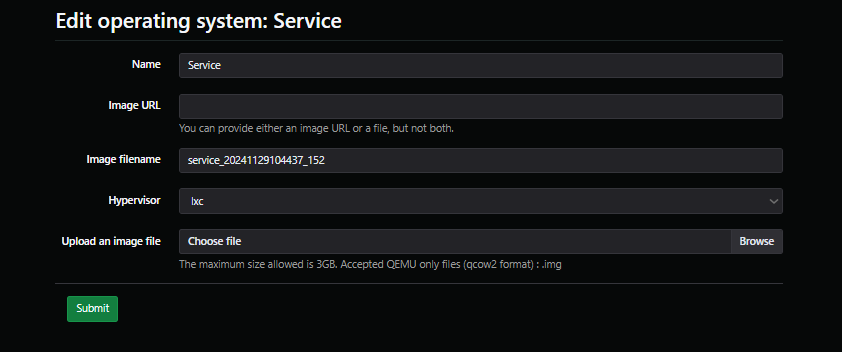 Edit operating system: Service
Name Service
Image URL
You can provide either an image URL or a file, but not both.
Image filename service_20241129104437_152
Hypervisor lxc
Upload an image file Choose file Browse
The maximum size allowed is 3GB. Accepted QEMU only files (qcow2 format) : .img
Submit